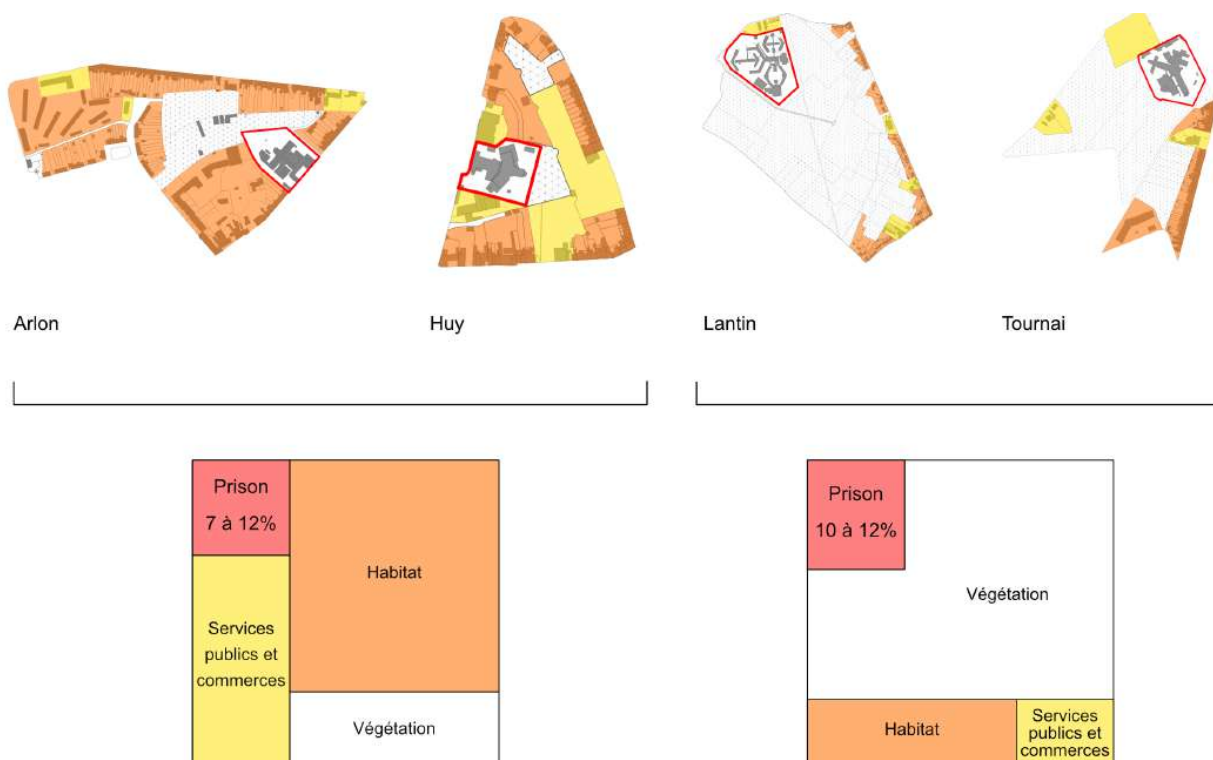 Arlon
Huy
Lantin
Tournai
Prison
7 à 12%
Habitat
Services
publics et
commerces
Végétation
Prison
10 à 12%
Végétation
Habitat
Services
publics et
commerces